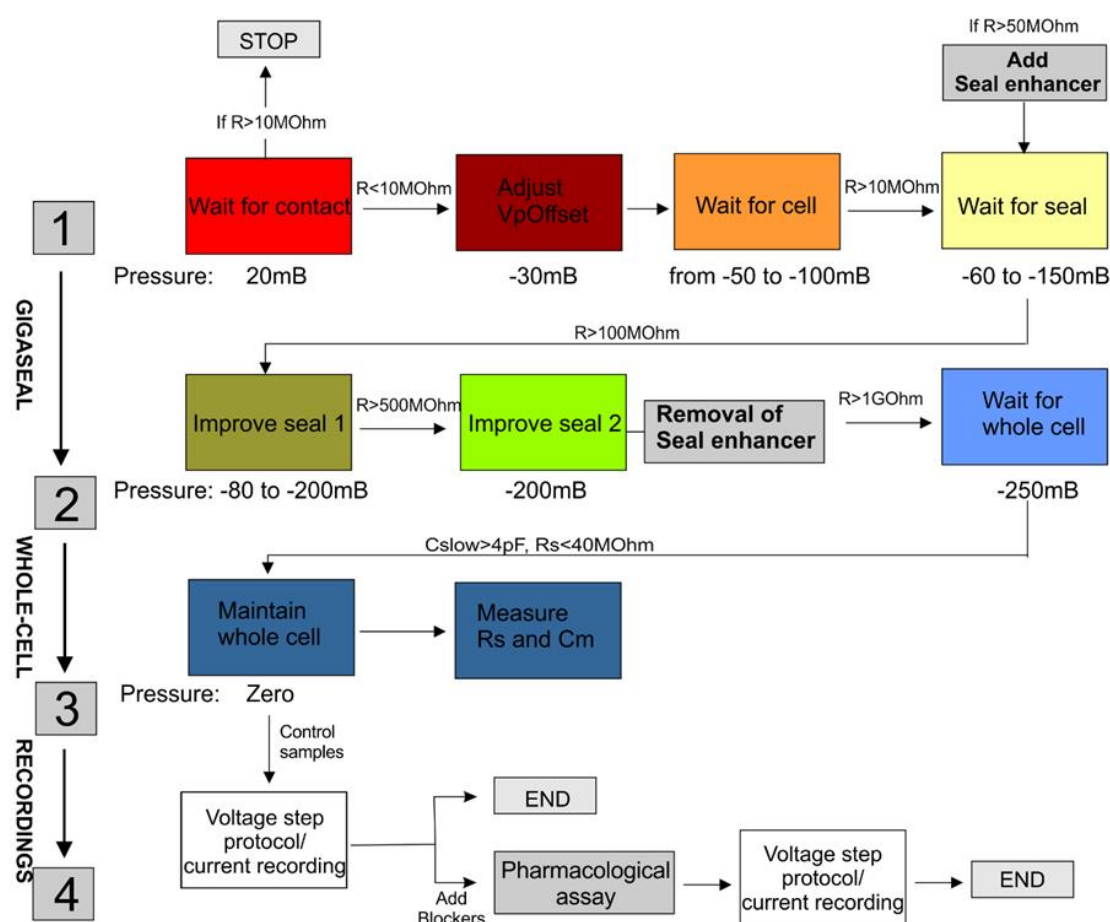 STOP
If R>10MOhm
If R>50MOhm
Add
Seal enhancer
1
Wait for contact
R<10MOhm
Adjust
VpOffset
Wait for cell
R>10MOhm
Wait for seal
Pressure: 20mB
-30mB
from -50 to -100mB
-60 to -150mB
GIGASEAL
R>100MOhm
Improve seal 1
R>500MOhm
Improve seal 2
Removal of
Seal enhancer
R>1GOhm
Wait for
whole cell
2
Pressure: -80 to -200mB
-200mB
-250mB
WHOLE-CELL
Cslow>4pF, Rs<40MOhm
Maintain
whole cell
Measure
Rs and Cm
3
Pressure: Zero
RECORDINGS
Control
samples
Voltage step
protocol/
current recording
END
4
Add
Blockers
Pharmacological
assay
Voltage step
protocol/
current recording
END